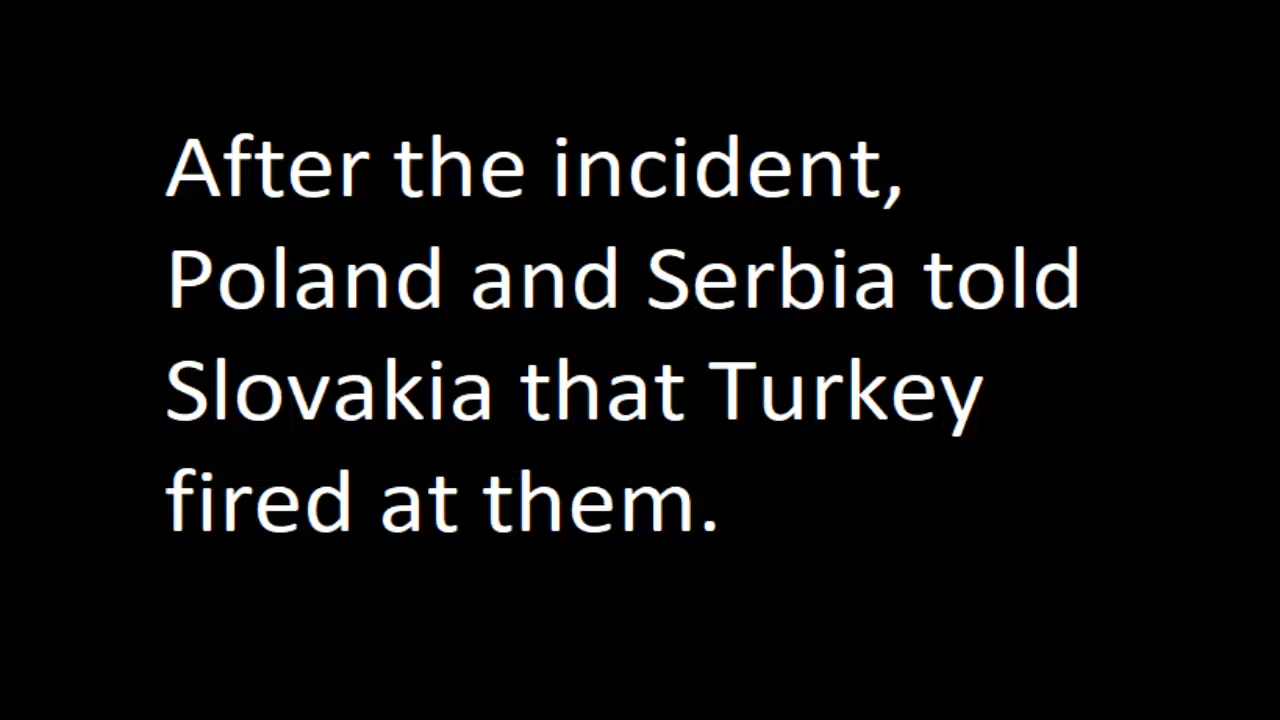 After the incident,
Poland and Serbia told
Slovakia that Turkey
fired at them.